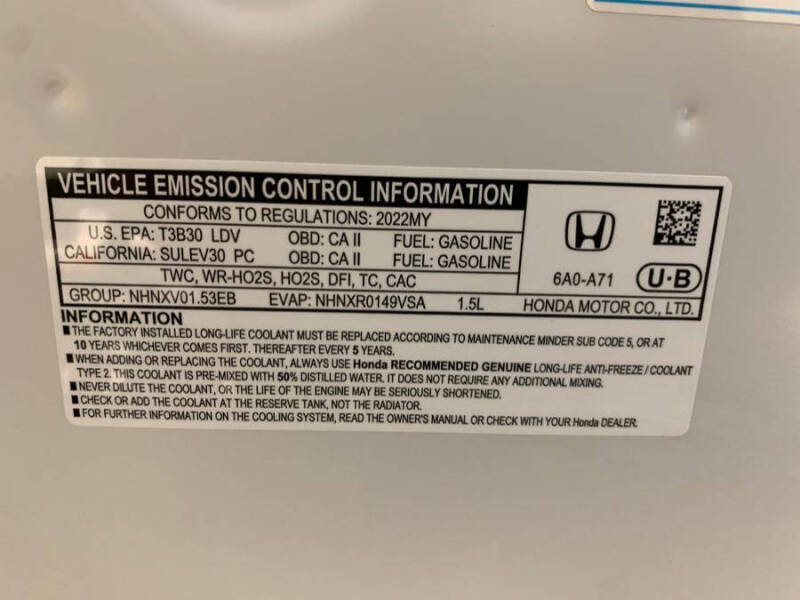 VEHICLE EMISSION CONTROL INFORMATION
CONFORMS TO REGULATIONS: 2022MY
U.S. EPA: T3B30 LDV OBD: CA II FUEL: GASOLINE
CALIFORNIA: SULEV30 PC OBD: CA II FUEL: GASOLINE
TWC, WR-HO2S, HO2S, DFI, TC, CAC
GROUP: NHNXV01.53EB EVAP: NHNXR0149VSA 1.5L
6A0-A71
U·B
HONDA MOTOR CO., LTD.
INFORMATION
■ THE FACTORY INSTALLED LONG-LIFE COOLANT MUST BE REPLACED ACCORDING TO MAINTENANCE MINDER SUB CODE 5, OR AT
10 YEARS WHICHEVER COMES FIRST. THEREAFTER EVERY 5 YEARS.
■ WHEN ADDING OR REPLACING THE COOLANT, ALWAYS USE Honda RECOMMENDED GENUINE LONG-LIFE ANTI-FREEZE / COOLANT
TYPE 2. THIS COOLANT IS PRE-MIXED WITH 50% DISTILLED WATER. IT DOES NOT REQUIRE ANY ADDITIONAL MIXING.
■ NEVER DILUTE THE COOLANT, OR THE LIFE OF THE ENGINE MAY BE SERIOUSLY SHORTENED.
■ CHECK OR ADD THE COOLANT AT THE RESERVE TANK, NOT THE RADIATOR.
■ FOR FURTHER INFORMATION ON THE COOLING SYSTEM, READ THE OWNER'S MANUAL OR CHECK WITH YOUR Honda DEALER.